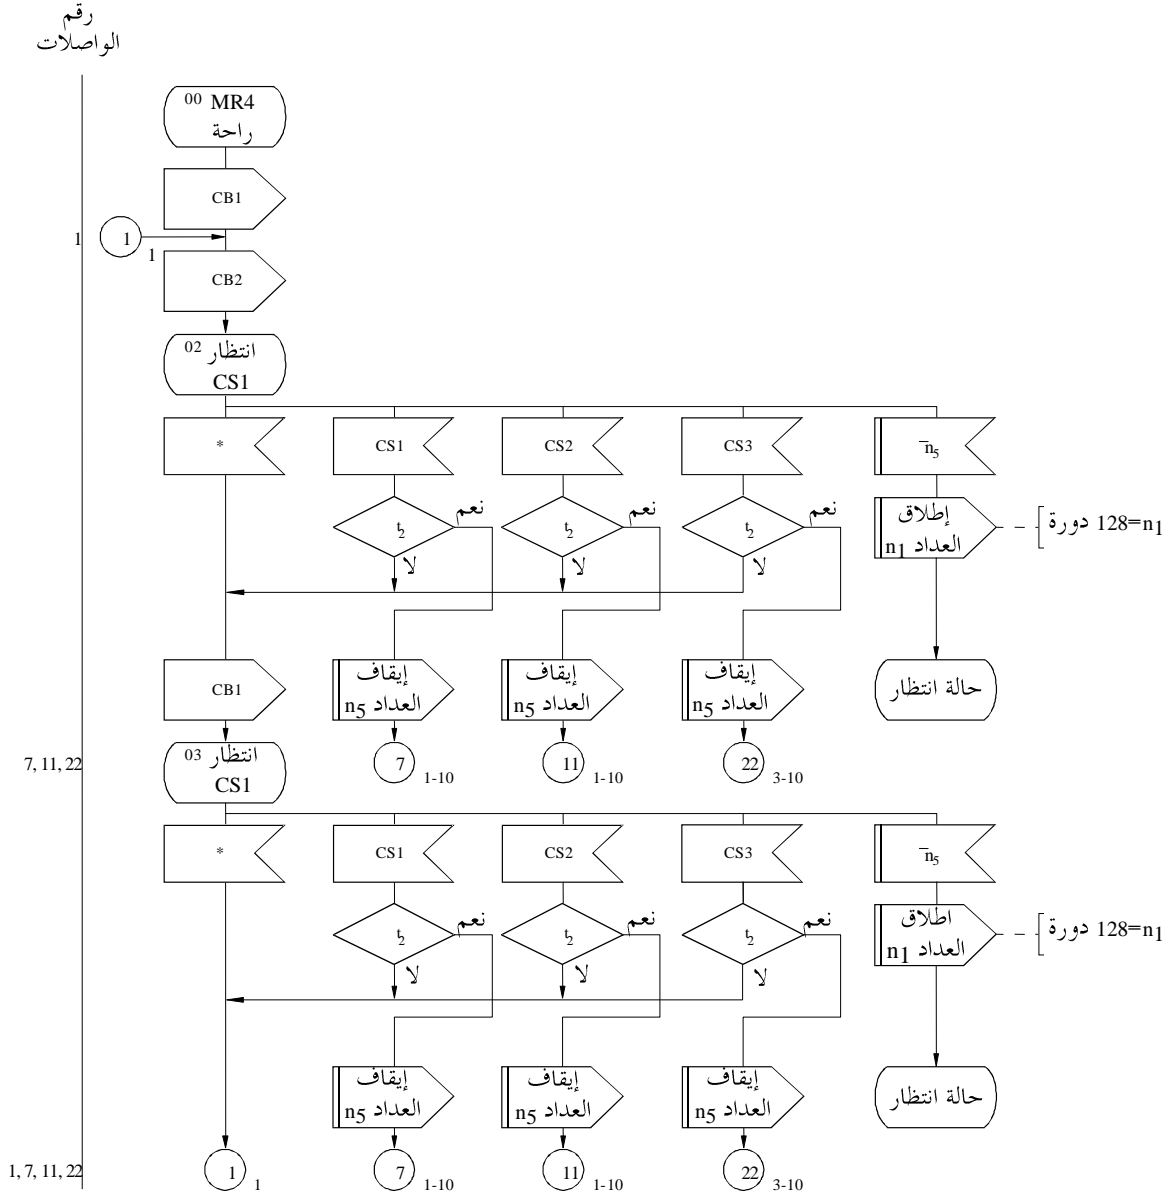 رقم
الواصلات
00 MR4
راحة
CB1
1
1
1
CB2
انتظار 02
CS1
*
CS1
CS2
CS3
n̅5
t2
نعم
لا
t2
نعم
لا
t2
نعم
لا
إطلاق
العداد n1
n1=128 دورة
CB1
إيقاف
العداد n5
إيقاف
العداد n5
إيقاف
العداد n5
حالة انتظار
7, 11, 22
انتظار 03
CS1
7
1-10
11
1-10
22
3-10
*
CS1
CS2
CS3
n̅5
t2
نعم
لا
t2
نعم
لا
t2
نعم
لا
اطلاق
العداد n1
n1=128 دورة
إيقاف
العداد n5
إيقاف
العداد n5
إيقاف
العداد n5
حالة انتظار
1, 7, 11, 22
1
1
7
1-10
11
1-10
22
3-10